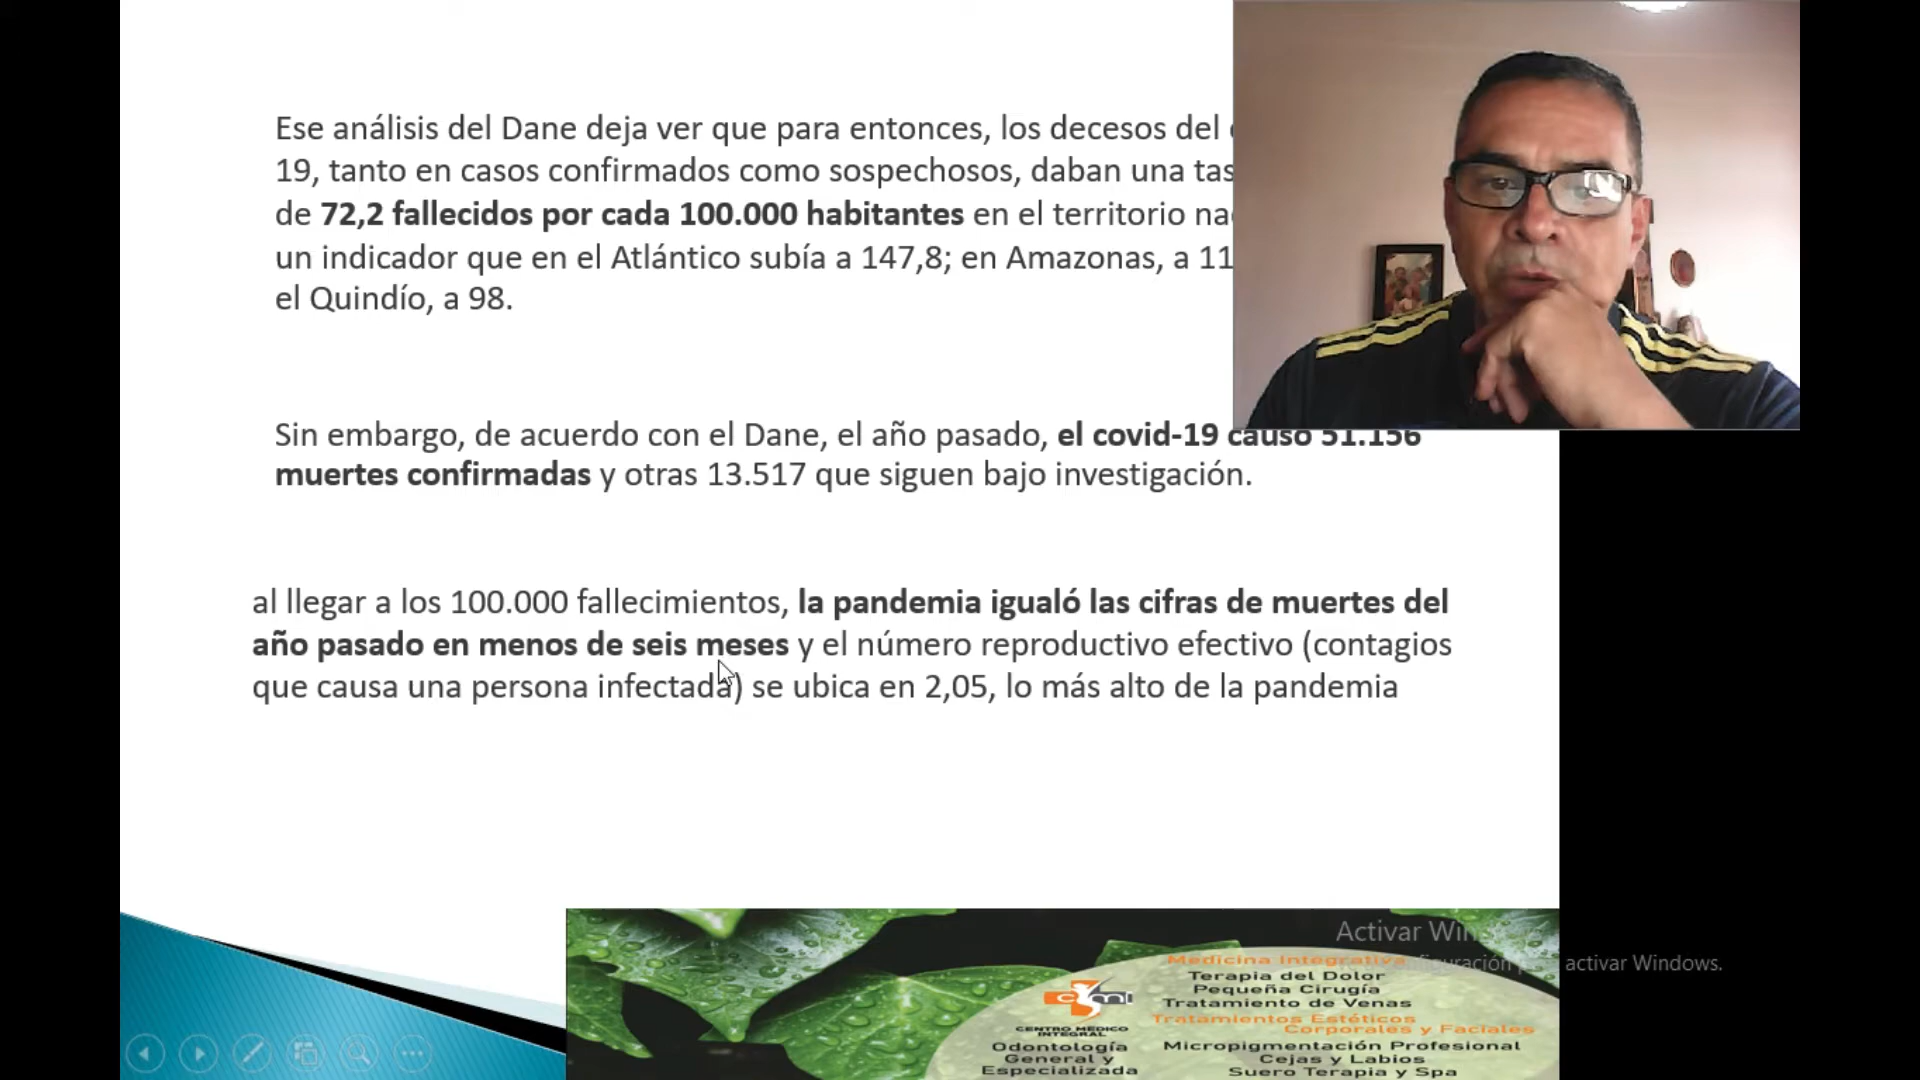 Ese análisis del Dane deja ver que para entonces, los decesos del
19, tanto en casos confirmados como sospechosos, daban una
de 72,2 fallecidos por cada 100.000 habitantes en el territorio
un indicador que en el Atlántico subía a 147,8; en Amazonas, a 11
el Quindío, a 98.
Sin embargo, de acuerdo con el Dane, el año pasado, el covid-19 causó 51.156
muertes confirmadas y otras 13.517 que siguen bajo investigación.
al llegar a los 100.000 fallecimientos, la pandemia igualó las cifras de muertes del
año pasado en menos de seis meses y el número reproductivo efectivo (contagios
que causa una persona infectada) se ubica en 2,05, lo más alto de la pandemia
Activar
activar Windows.
cmi
CENTRO MÉDICO
INTEGRAL
Odontología
General y
Especializada
Medicina Integrativa
Terapia del Dolor
Pequeña Cirugía
Tratamiento de Venas
Tratamientos Estéticos
Corporales y Faciales
Micropigmentación Profesional
Cejas y Labios
Suero Terapia y Spa